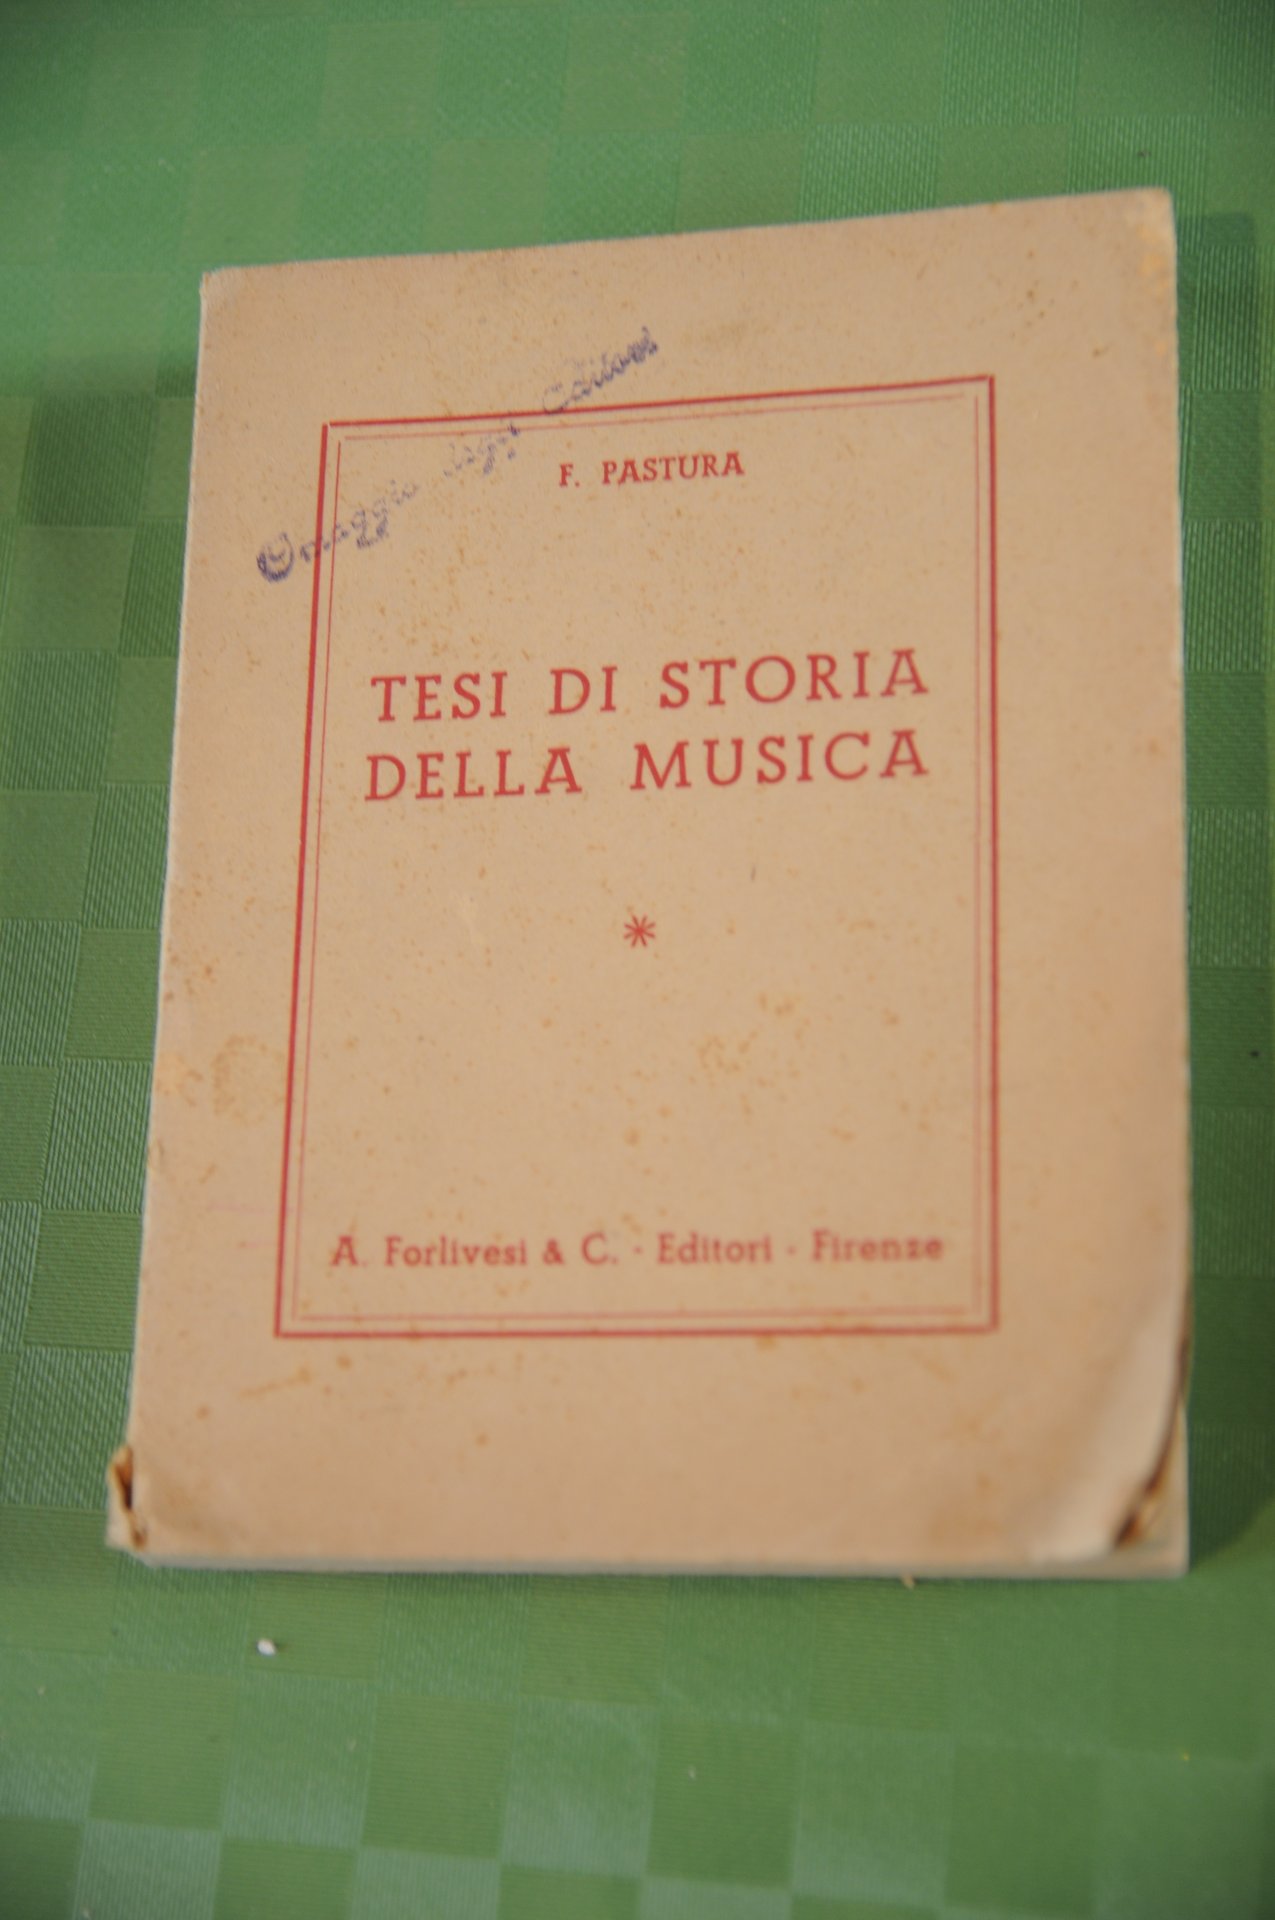 Omaggio degli Editori
F. PASTURA
TESI DI STORIA
DELLA MUSICA
*
A. Forlivesi & C. · Editori · Firenze